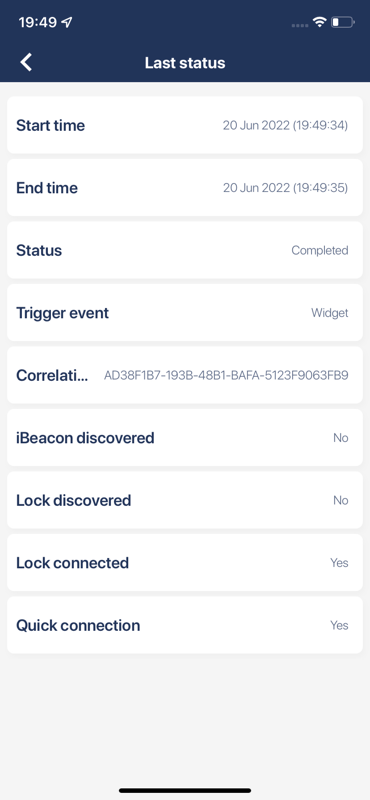 19:49
Last status
Start time 20 Jun 2022 (19:49:34)
End time 20 Jun 2022 (19:49:35)
Status Completed
Trigger event Widget
Correlati... AD38F1B7-193B-48B1-BAFA-5123F9063FB9
iBeacon discovered No
Lock discovered No
Lock connected Yes
Quick connection Yes